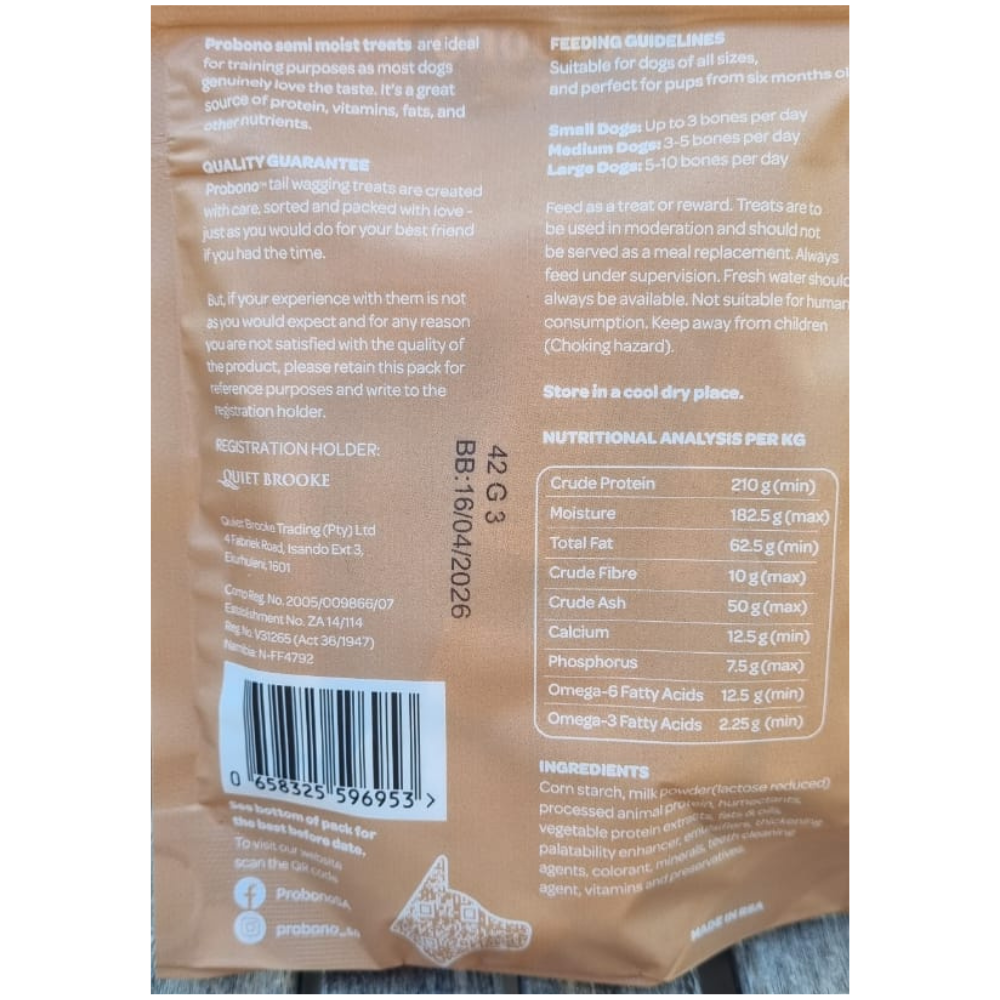 Probono semi moist treats are ideal
for training purposes as most dogs
genuinely love the taste. It's a great
source of protein, vitamins, fats, and
other nutrients.
QUALITY GUARANTEE
Probono™ tail wagging treats are created
with care, sorted and packed with love -
just as you would do for your best friend
if you had the time.
But, if your experience with them is not
as you would expect and for any reason
you are not satisfied with the quality of
the product, please retain this pack for
reference purposes and write to the
registration holder.
REGISTRATION HOLDER:
QUIET BROOKE
Quiet Brooke Trading (Pty) Ltd
4 Fabriek Road, Isando Ext 3,
Ekurhuleni, 1601
Comp Reg. No. 2005/009866/07
Establishment No. ZA 14/114
Reg. No. V31265 (Act 36/1947)
Namibia: N-FF4792
0 658325 596953 >
See bottom of pack for
the best before date.
To visit our website
scan the QR code
ProbonoSA
probono_sa
42 G 3
BB:16/04/2026
FEEDING GUIDELINES
Suitable for dogs of all sizes,
and perfect for pups from six months ol
Small Dogs: Up to 3 bones per day
Medium Dogs: 3-5 bones per day
Large Dogs: 5-10 bones per day
Feed as a treat or reward. Treats are to
be used in moderation and should not
be served as a meal replacement. Always
feed under supervision. Fresh water should
always be available. Not suitable for human
consumption. Keep away from children
(Choking hazard).
Store in a cool dry place.
NUTRITIONAL ANALYSIS PER KG
Crude Protein 210 g (min)
Moisture 182.5 g (max)
Total Fat 62.5 g (min)
Crude Fibre 10 g (max)
Crude Ash 50 g (max)
Calcium 12.5 g (min)
Phosphorus 7.5 g (max)
Omega-6 Fatty Acids 12.5 g (min)
Omega-3 Fatty Acids 2.25 g (min)
INGREDIENTS
Corn starch, milk powder (lactose reduced)
processed animal protein, humectants,
vegetable protein extracts, fats & oils,
palatability enhancer, emulsifiers, thickening
agents, colorant, minerals, teeth cleaning
agent, vitamins and preservatives.
MADE IN RSA